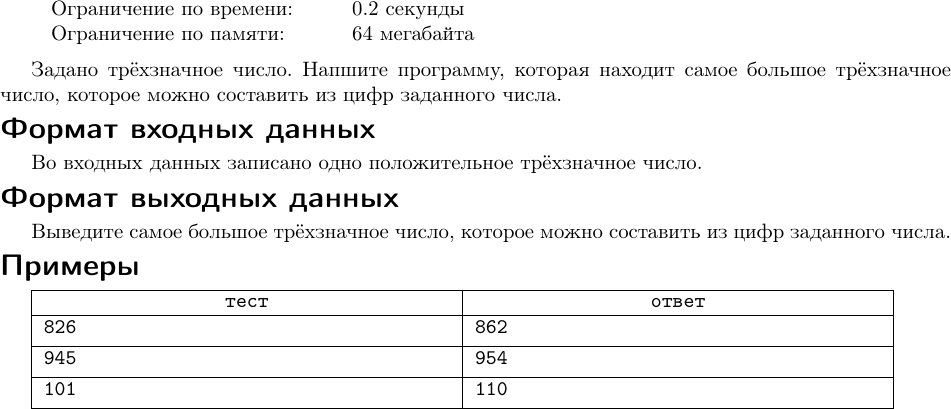 Ограничение по времени: 0.2 секунды
Ограничение по памяти: 64 мегабайта
Задано трёхзначное число. Напшите программу, которая находит самое большое трёхзначное
число, которое можно составить из цифр заданного числа.
Формат входных данных
Во входных данных записано одно положительное трёхзначное число.
Формат выходных данных
Выведите самое большое трёхзначное число, которое можно составить из цифр заданного числа.
Примеры
тест ответ
826 862
945 954
101 110